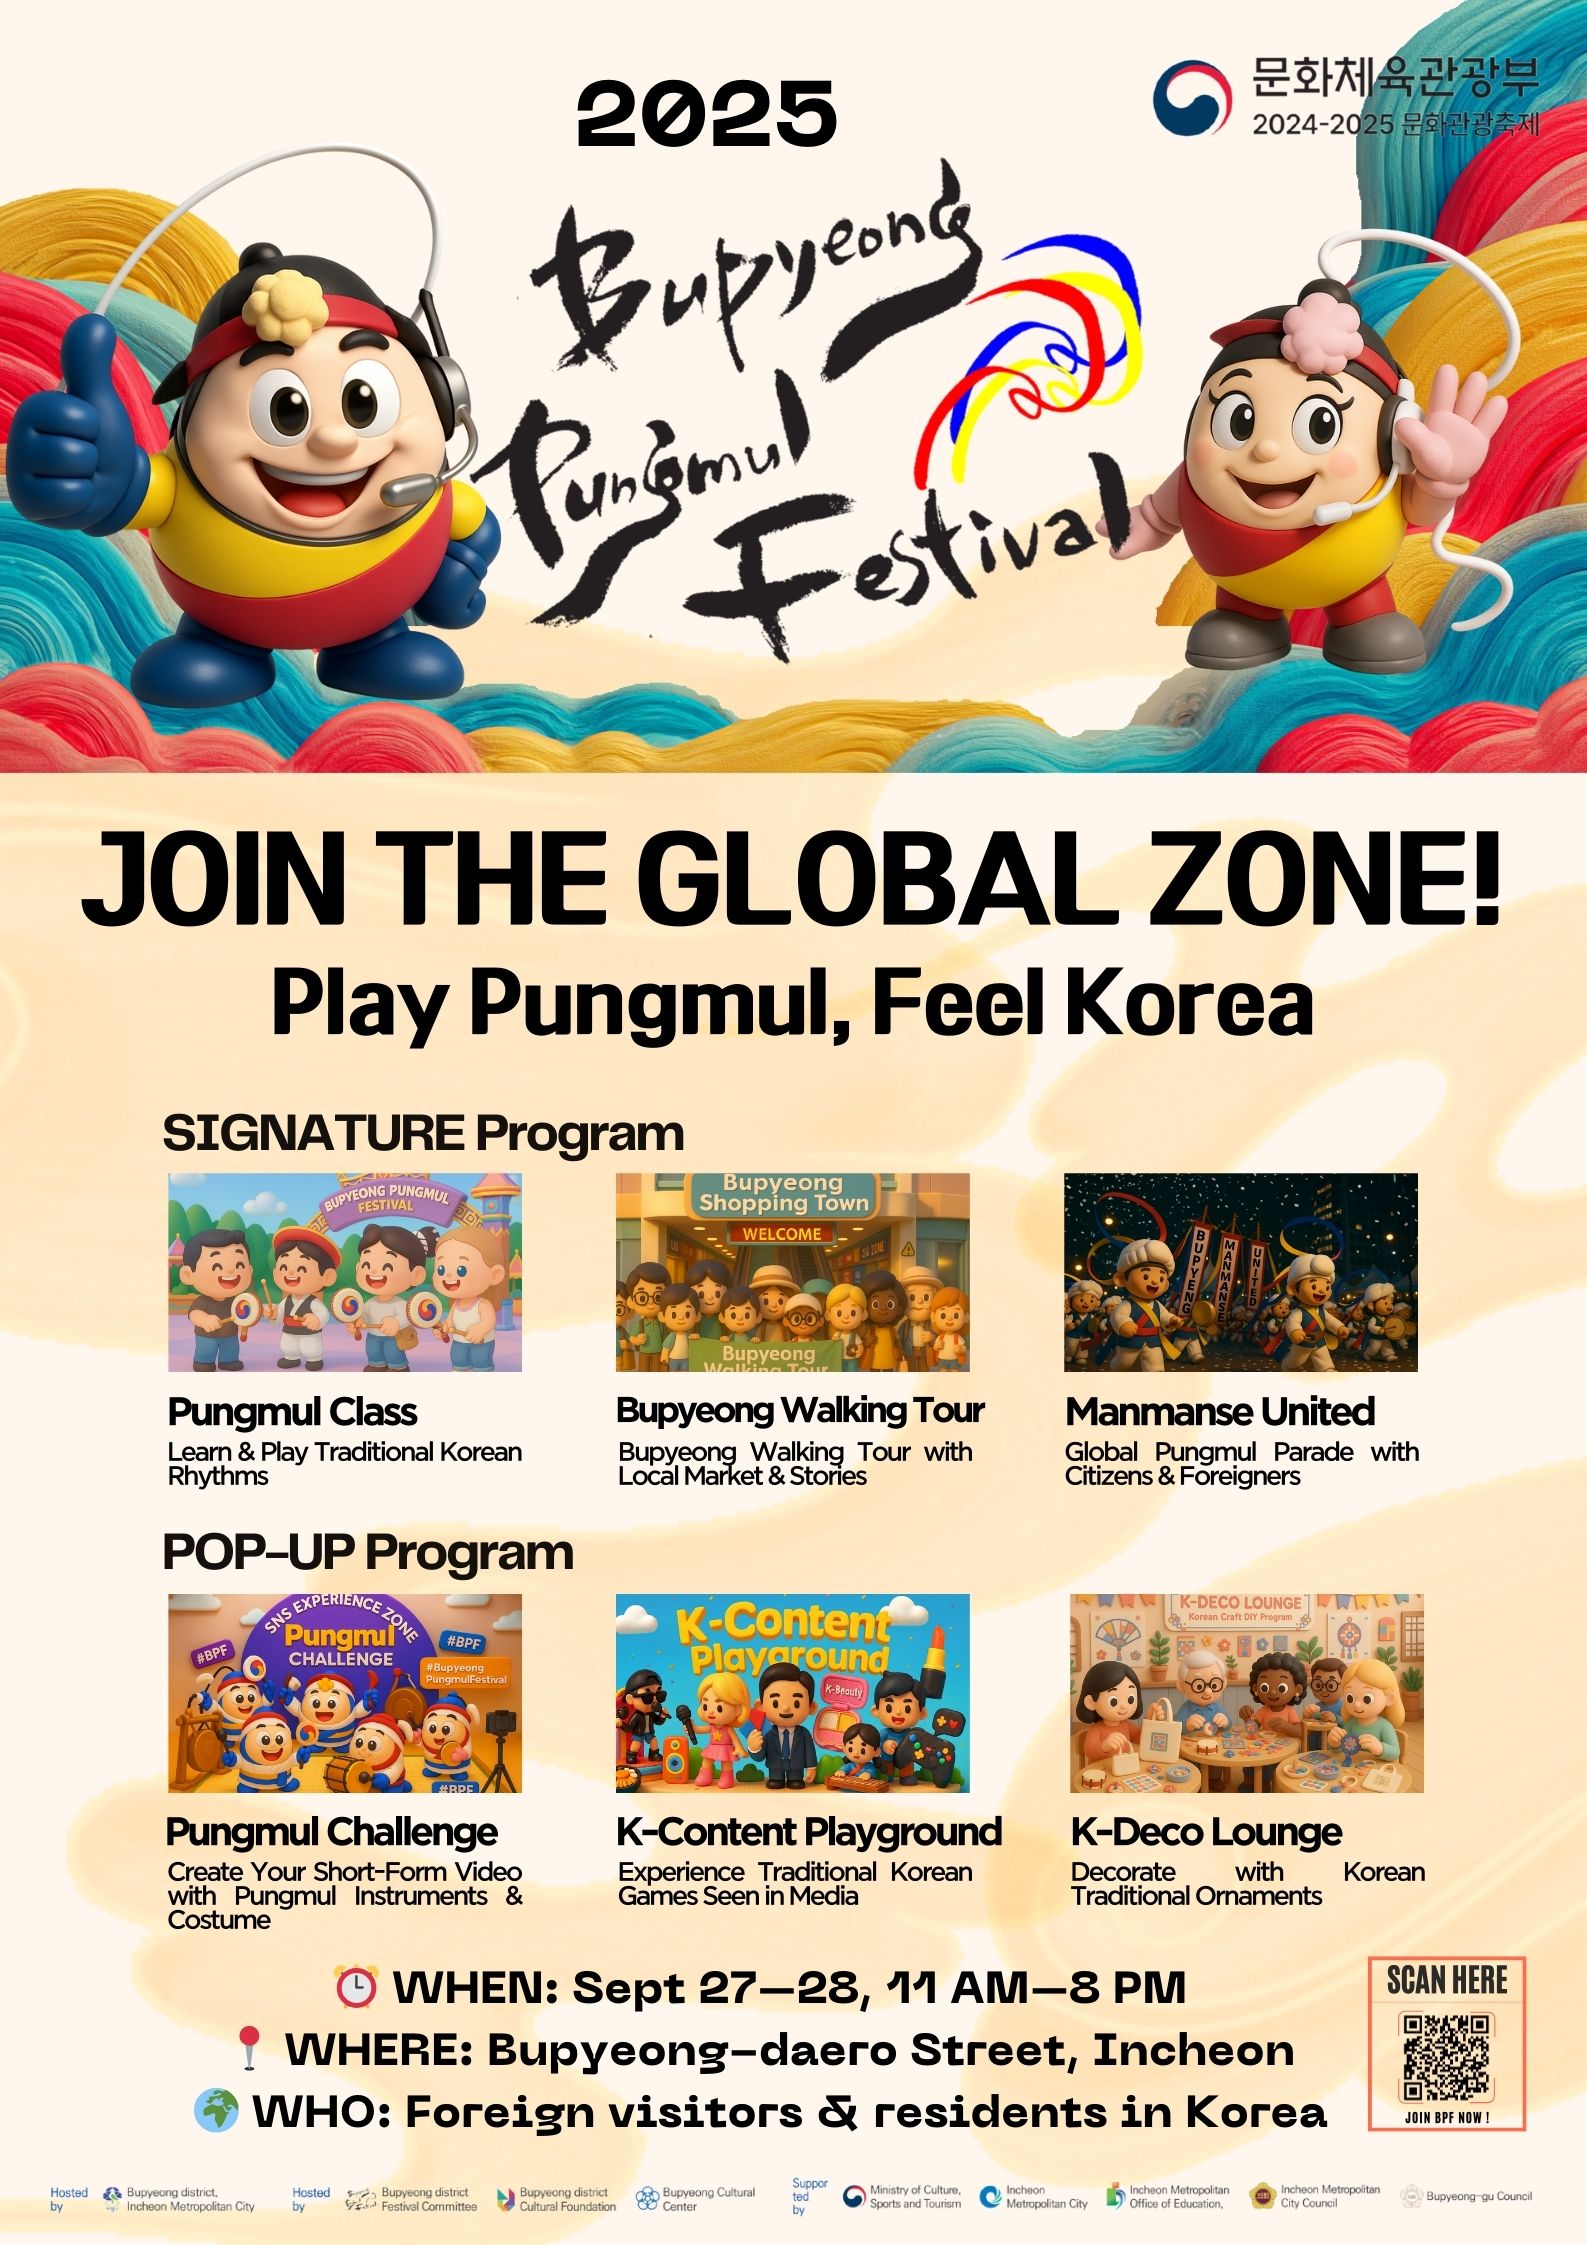 2025
문화체육관광부
2024-2025 문화관광축제
Bupyeong
Pungmul
Festival
JOIN THE GLOBAL ZONE!
Play Pungmul, Feel Korea
SIGNATURE Program
BUPYEONG PUNGMUL
FESTIVAL
Bupyeong
Shopping Town
WELCOME
Bupyeong
Walking Tour
BUPYENG
MANMANSE
UNITED
Pungmul Class
Learn & Play Traditional Korean
Rhythms
Bupyeong Walking Tour
Bupyeong Walking Tour with
Local Market & Stories
Manmanse United
Global Pungmul Parade with
Citizens & Foreigners
POP-UP Program
SNS EXPERIENCE ZONE
Pungmul
CHALLENGE
#BPF
#BPF
#Bupyeong
PungmulFestival
#BPF
K-Content
Playground
K-Beauty
K-DECO LOUNGE
Korean Craft DIY Program
Pungmul Challenge
Create Your Short-Form Video
with Pungmul Instruments &
Costume
K-Content Playground
Experience Traditional Korean
Games Seen in Media
K-Deco Lounge
Decorate with Korean
Traditional Ornaments
WHEN: Sept 27–28, 11 AM–8 PM
WHERE: Bupyeong-daero Street, Incheon
WHO: Foreign visitors & residents in Korea
SCAN HERE
JOIN BPF NOW !
Hosted
by
Bupyeong district,
Incheon Metropolitan City
Hosted
by
Bupyeong district
Festival Committee
Bupyeong district
Cultural Foundation
Bupyeong Cultural
Center
Suppor
ted
by
Ministry of Culture,
Sports and Tourism
Incheon
Metropolitan City
Incheon Metropolitan
Office of Education,
Incheon Metropolitan
City Council
Bupyeong-gu Council